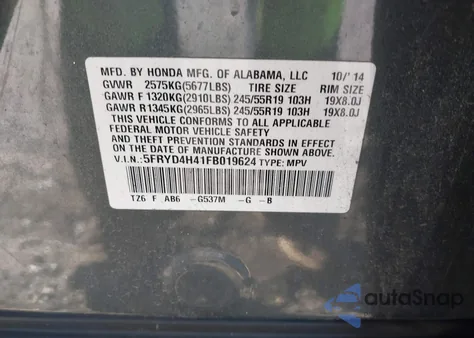 MFD. BY HONDA MFG. OF ALABAMA, LLC 10/'14
GVWR 2575KG(5677LBS) TIRE SIZE RIM SIZE
GAWR F 1320KG(2910LBS) 245/55R19 103H 19X8.0J
GAWR R1345KG(2965LBS) 245/55R19 103H 19X8.0J
THIS VEHICLE CONFORMS TO ALL APPLICABLE
FEDERAL MOTOR VEHICLE SAFETY AND
THEFT PREVENTION STANDARDS IN EFFECT ON
THE DATE OF MANUFACTURE SHOWN ABOVE.
V.I.N.:5FRYD4H41FB019624 TYPE: MPV
TZ6 F AB6 -G537M -G -B
autoSnap